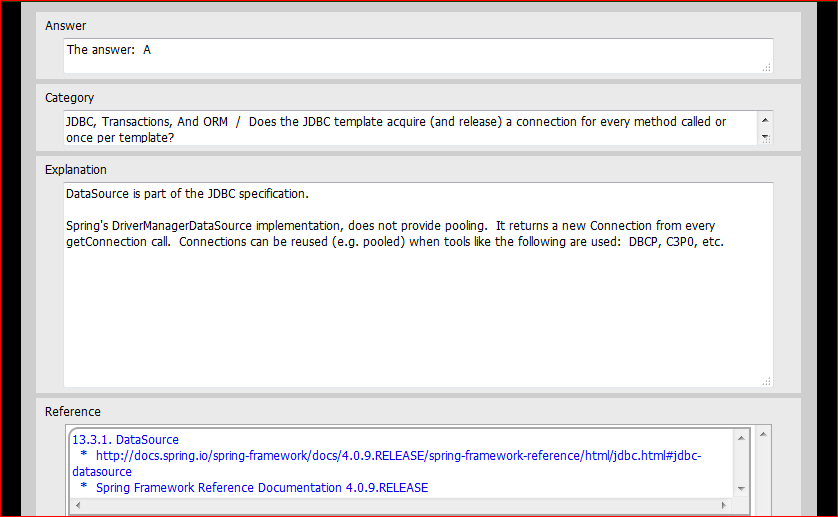 Answer
The answer:  A
Category
JDBC, Transactions, And ORM  /  Does the JDBC template acquire (and release) a connection for every method called or
once per template?
Explanation
DataSource is part of the JDBC specification.
Spring's DriverManagerDataSource implementation, does not provide pooling.  It returns a new Connection from every
getConnection call.  Connections can be reused (e.g. pooled) when tools like the following are used:  DBCP, C3P0, etc.
Reference
13.3.1. DataSource
*  http://docs.spring.io/spring-framework/docs/4.0.9.RELEASE/spring-framework-reference/html/jdbc.html#jdbc-
datasource
*  Spring Framework Reference Documentation 4.0.9.RELEASE